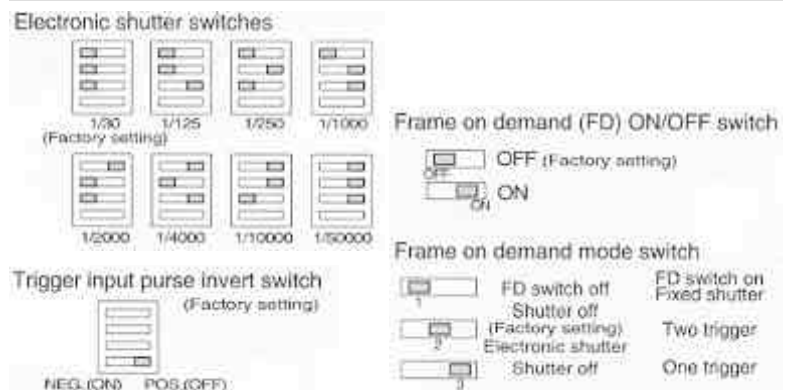 Electronic shutter switches
1/30
1/125
1/250
1/1000
(Factory setting)
1/2000
1/4000
1/10000
1/50000
Trigger input purse invert switch
(Factory setting)
NEG.(ON) POS.(OFF)
Frame on demand (FD) ON/OFF switch
OFF (Factory setting)
OFF
ON
ON
Frame on demand mode switch
1
FD switch off
FD switch on
Fixed shutter
Shutter off
(Factory setting)
2
Two trigger
Electronic shutter
Shutter off
One trigger
3